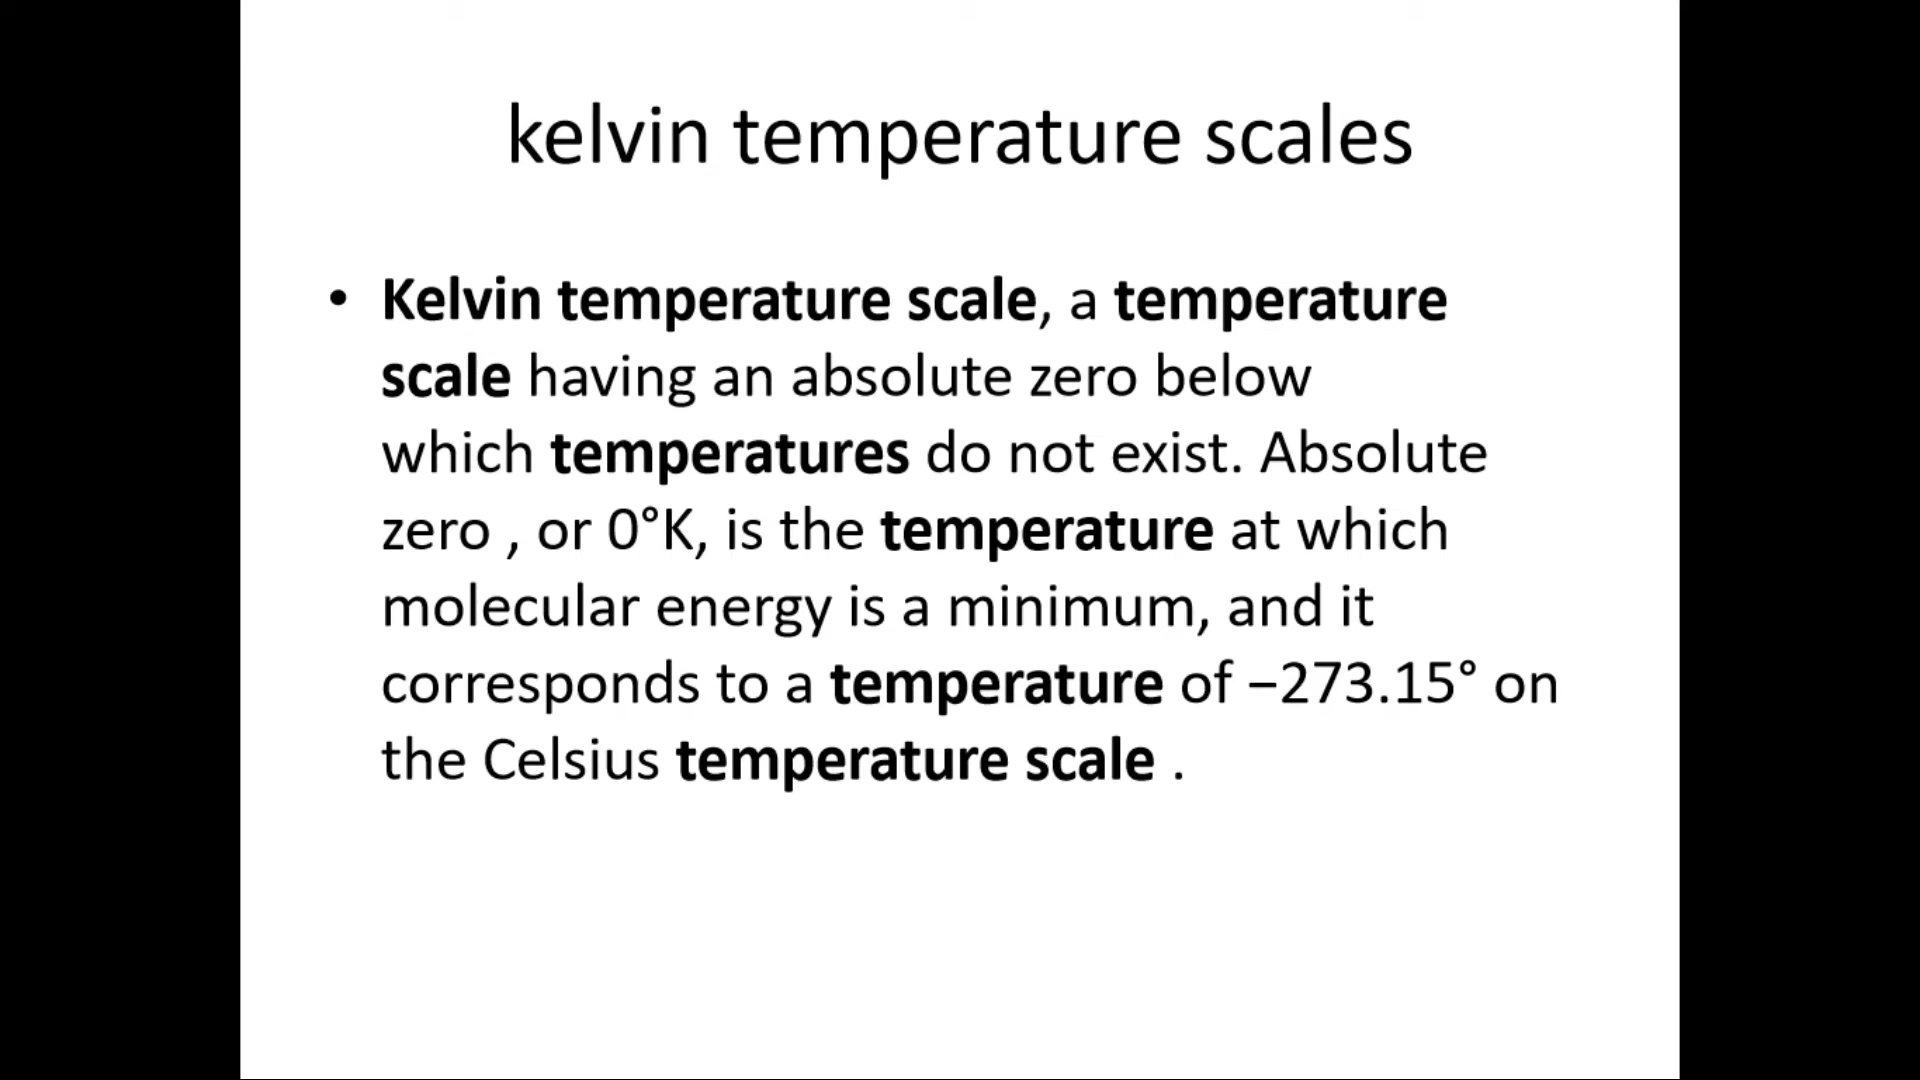 kelvin temperature scales
• Kelvin temperature scale, a temperature
scale having an absolute zero below
which temperatures do not exist. Absolute
zero , or 0°K, is the temperature at which
molecular energy is a minimum, and it
corresponds to a temperature of −273.15° on
the Celsius temperature scale .